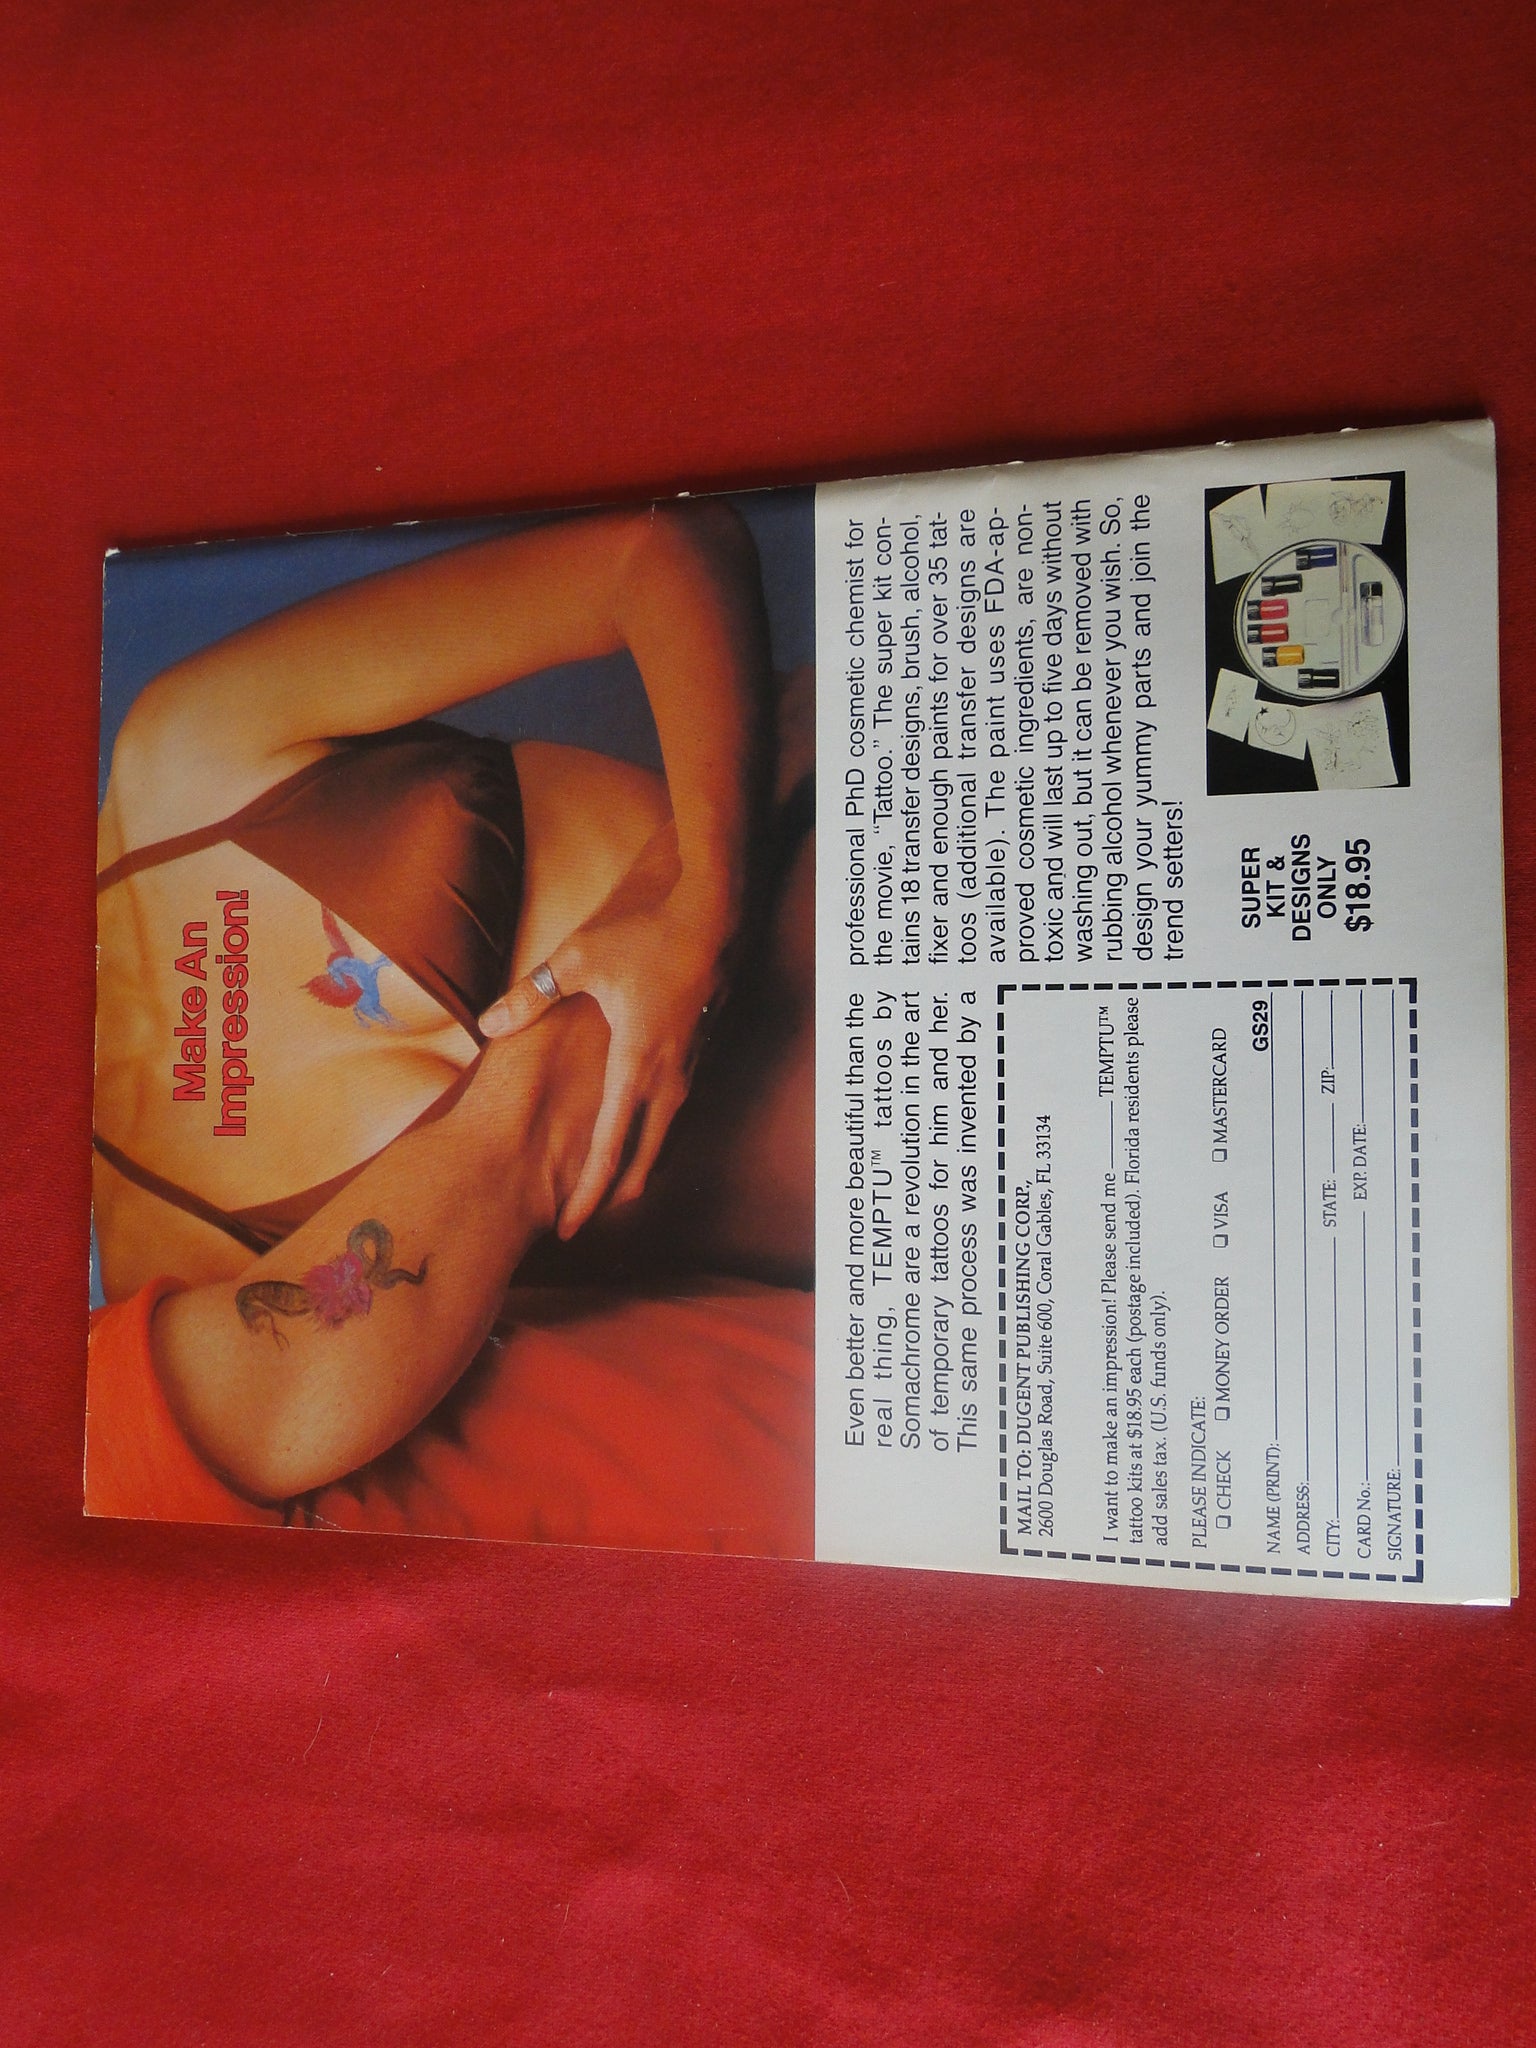 Make An
Impression!
Even better and more beautiful than the
real thing, TEMPTU™ tattoos by
Somachrome are a revolution in the art
of temporary tattoos for him and her.
This same process was invented by a
professional PhD cosmetic chemist for
the movie, “Tattoo.” The super kit con-
tains 18 transfer designs, brush, alcohol,
fixer and enough paints for over 35 tat-
toos (additional transfer designs are
available). The paint uses FDA-ap-
proved cosmetic ingredients, are non-
toxic and will last up to five days without
washing out, but it can be removed with
rubbing alcohol whenever you wish. So,
design your yummy parts and join the
trend setters!
MAIL TO: DUGENT PUBLISHING CORP.,
2600 Douglas Road, Suite 600, Coral Gables, FL 33134
I want to make an impression! Please send me ______ TEMPTU™
tattoo kits at $18.95 each (postage included). Florida residents please
add sales tax. (U.S. funds only).
PLEASE INDICATE:
❏ CHECK ❏ MONEY ORDER ❏ VISA ❏ MASTERCARD
GS29
NAME (PRINT):
ADDRESS:
CITY: STATE: ZIP:
CARD No.: EXP. DATE:
SIGNATURE:
SUPER
KIT &
DESIGNS
ONLY
$18.95